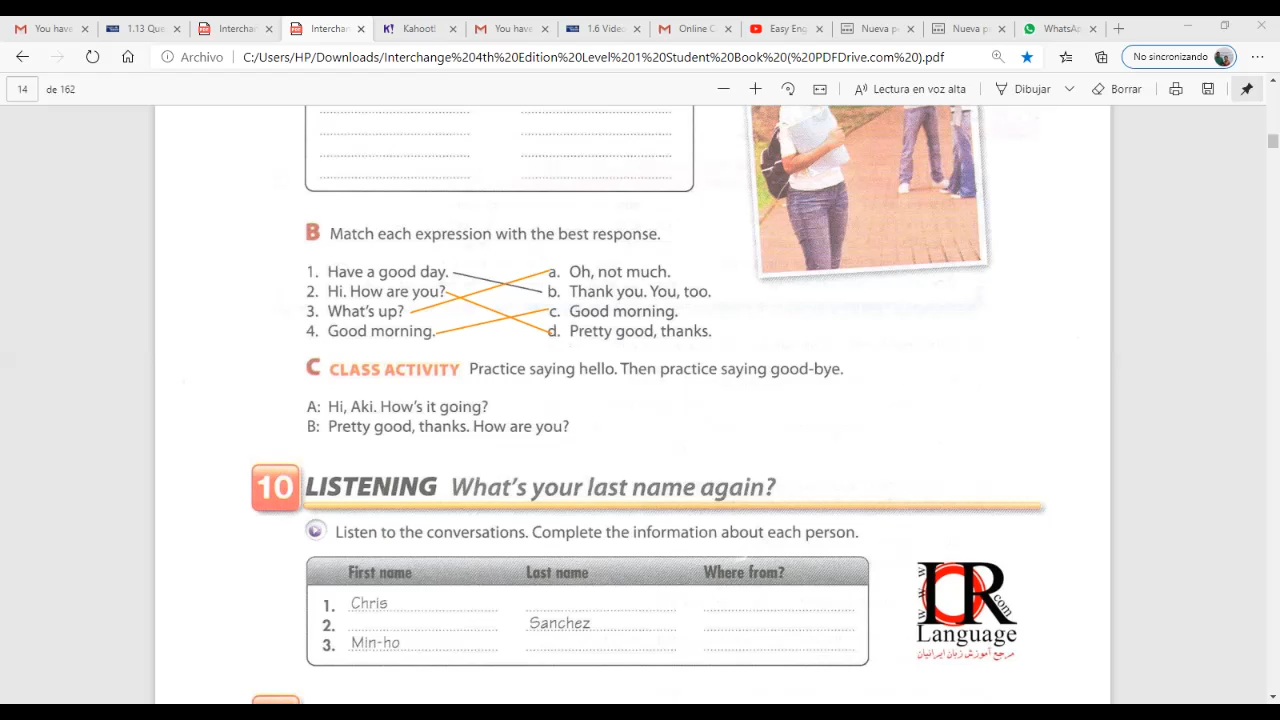 You have
1.13 Que
Interchan
Interchan
Kahoot!
You have
1.6 Video
Online C
Easy Eng
Nueva pe
Nueva pe
WhatsAp
Archivo
C:/Users/HP/Downloads/Interchange%204th%20Edition%20Level%201%20Student%20Book%20(%20PDFDrive.com%20).pdf
No sincronizando
14 de 162
Lectura en voz alta
Dibujar
Borrar
B Match each expression with the best response.
1. Have a good day.
2. Hi. How are you?
3. What's up?
4. Good morning.
a. Oh, not much.
b. Thank you. You, too.
c. Good morning.
d. Pretty good, thanks.
C CLASS ACTIVITY Practice saying hello. Then practice saying good-bye.
A: Hi, Aki. How's it going?
B: Pretty good, thanks. How are you?
10 LISTENING What's your last name again?
Listen to the conversations. Complete the information about each person.
First name Last name Where from?
1. Chris
2. Sanchez
3. Min-ho
www.
IR
.com
Language
مرجع آموزش زبان ایرانیان